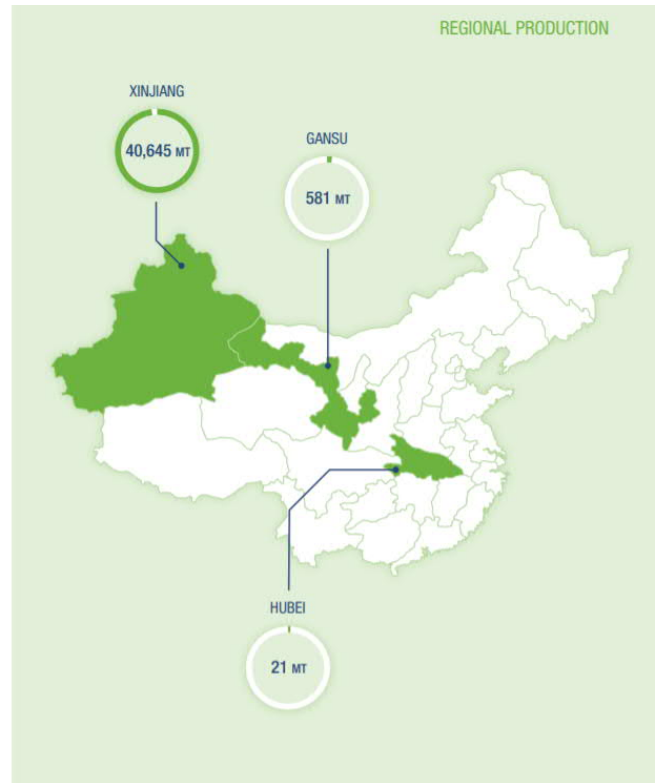 REGIONAL PRODUCTION
XINJIANG
40,645 MT
GANSU
581 MT
HUBEI
21 MT